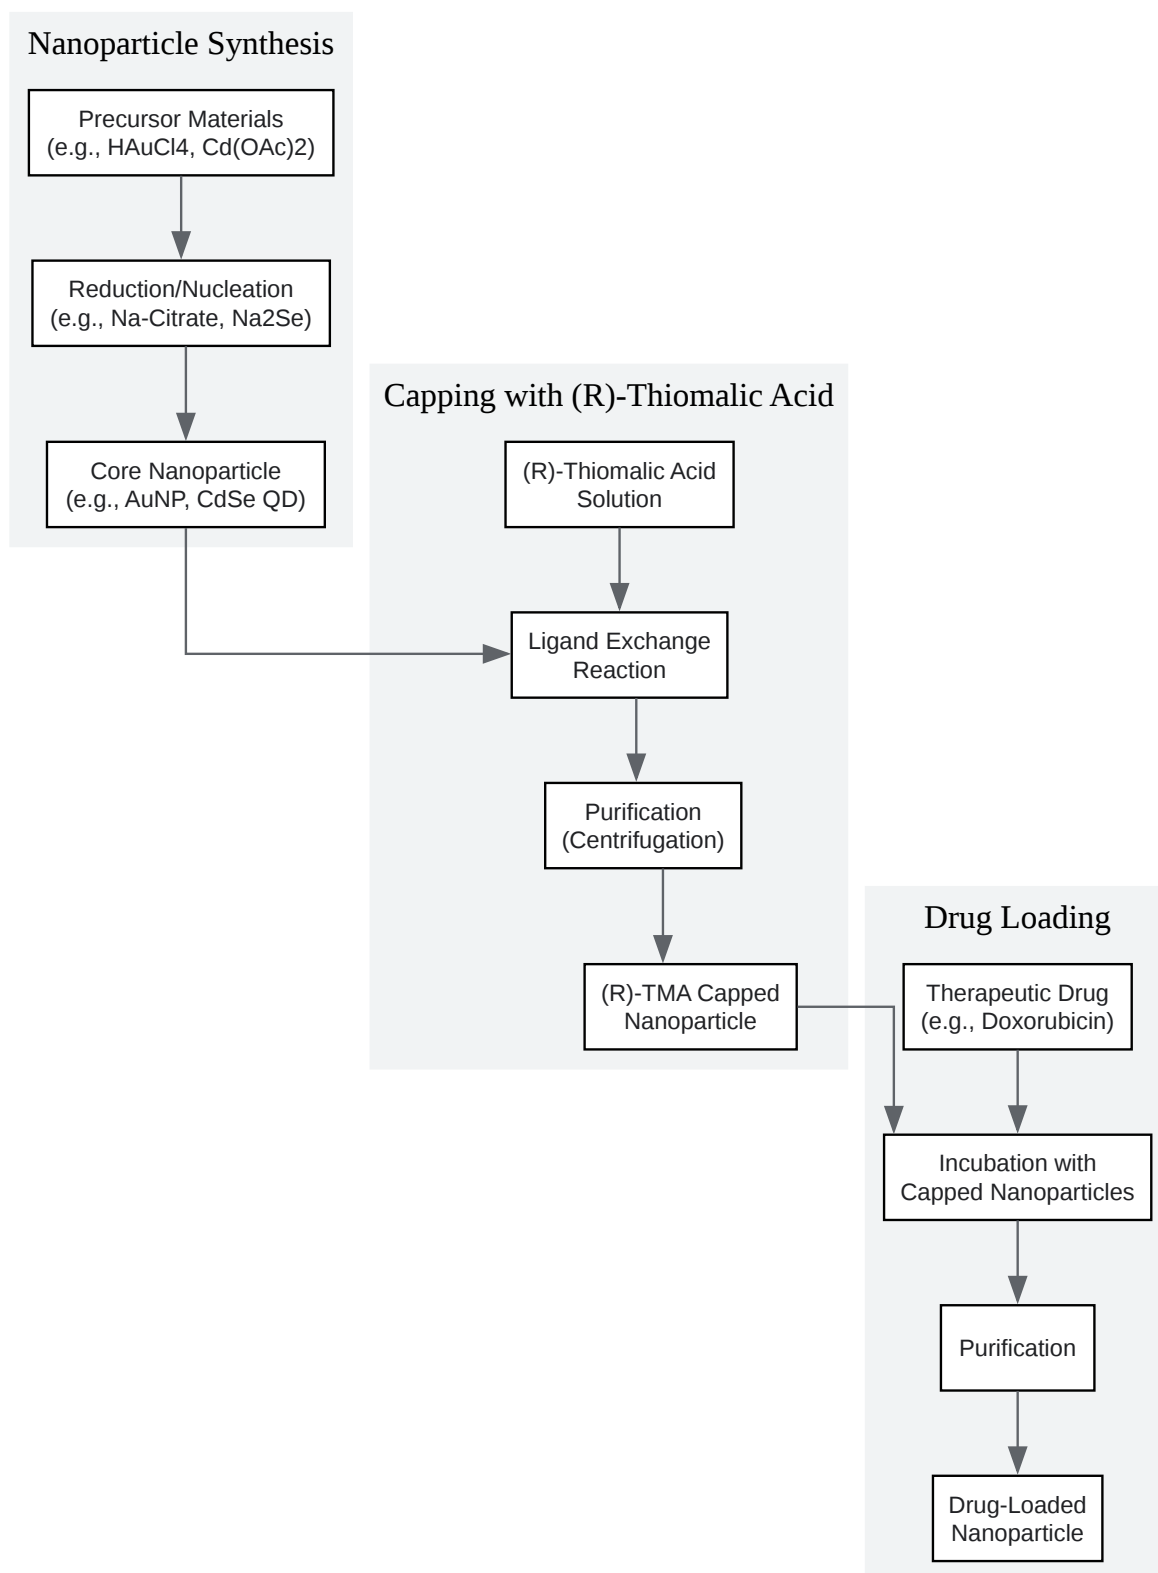 Nanoparticle Synthesis
Precursor Materials
(e.g., HAuCl4, Cd(OAc)2)
Reduction/Nucleation
(e.g., Na-Citrate, Na2Se)
Core Nanoparticle
(e.g., AuNP, CdSe QD)
Capping with (R)-Thiomalic Acid
(R)-Thiomalic Acid
Solution
Ligand Exchange
Reaction
Purification
(Centrifugation)
(R)-TMA Capped
Nanoparticle
Drug Loading
Therapeutic Drug
(e.g., Doxorubicin)
Incubation with
Capped Nanoparticles
Purification
Drug-Loaded
Nanoparticle